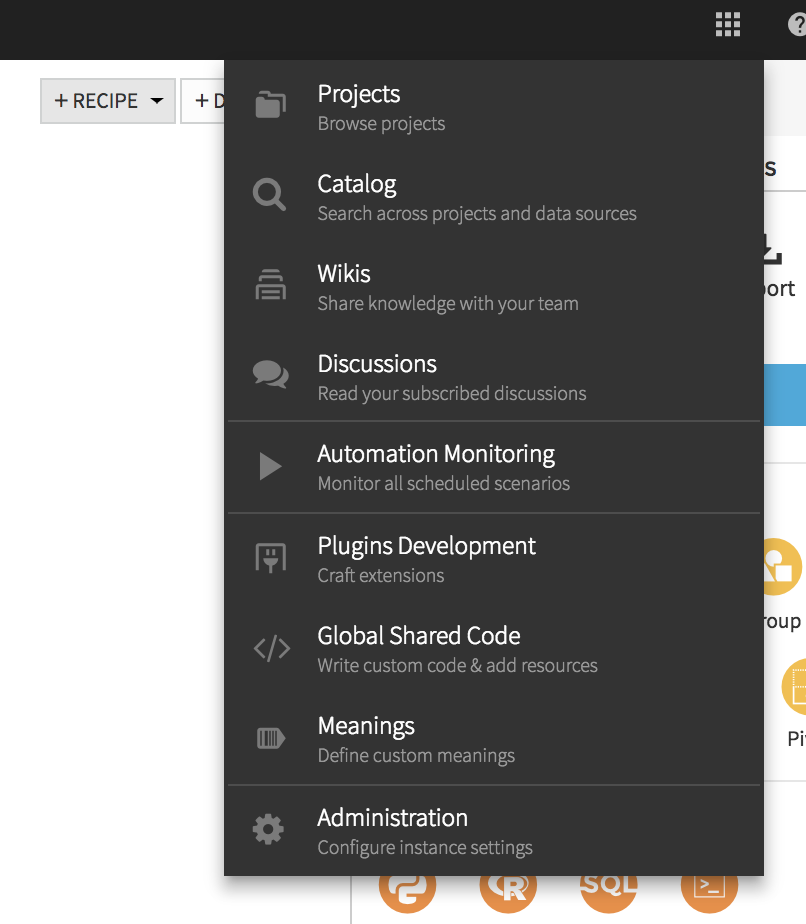 + RECIPE
+ D
Projects
Browse projects
Catalog
Search across projects and data sources
Wikis
Share knowledge with your team
Discussions
Read your subscribed discussions
Automation Monitoring
Monitor all scheduled scenarios
Plugins Development
Craft extensions
Global Shared Code
Write custom code & add resources
Meanings
Define custom meanings
Administration
Configure instance settings
s
ort
roup
Pi
R
SQL